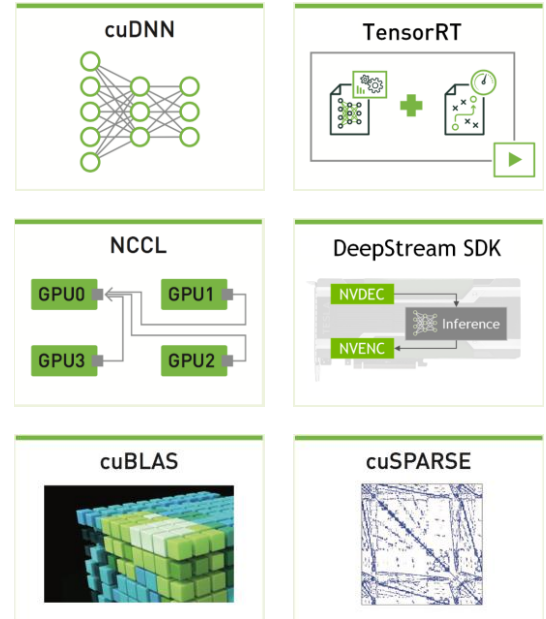 cuDNN
TensorRT
NCCL
GPU0
GPU1
GPU3
GPU2
DeepStream SDK
NVDEC
Inference
NVENC
cuBLAS
cuSPARSE